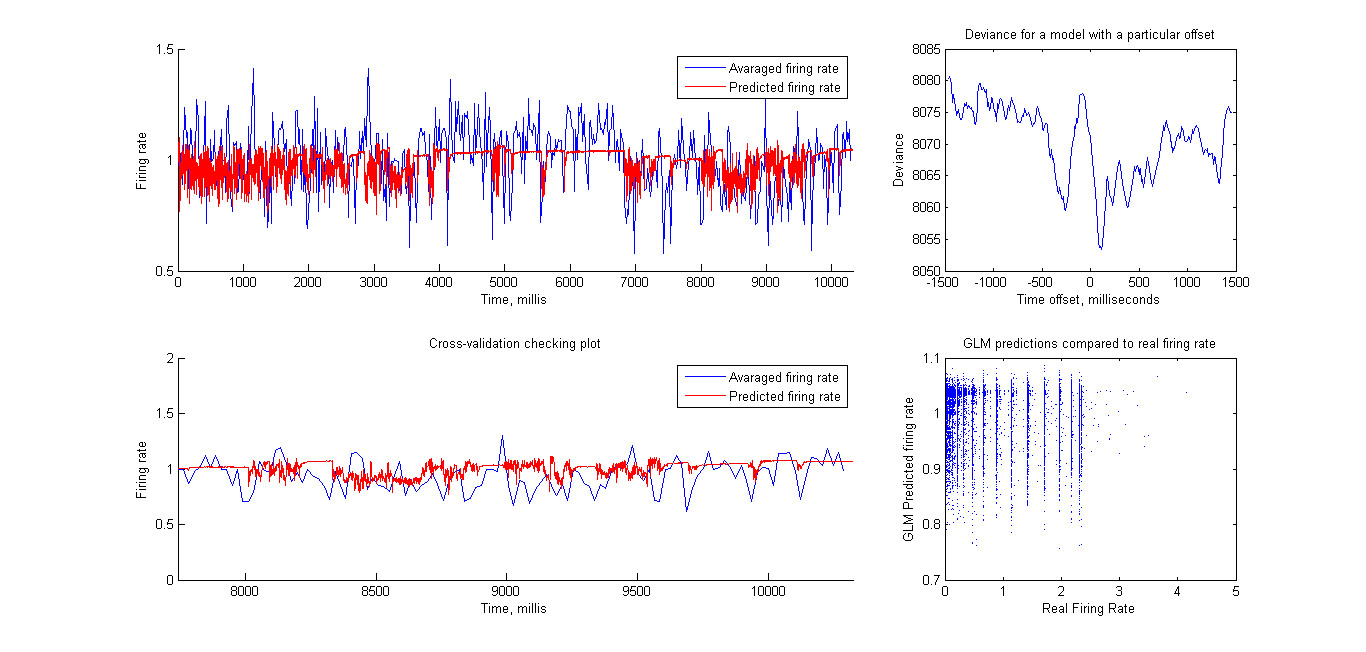 1.5
1
0.5
Firing rate
Avaraged firing rate
Predicted firing rate
0 1000 2000 3000 4000 5000 6000 7000 8000 9000 10000
Time, millis
Deviance for a model with a particular offset
8085
8080
8075
8070
8065
8060
8055
8050
Deviance
-1500 -1000 -500 0 500 1000 1500
Time offset, milliseconds
Cross-validation checking plot
2
1.5
1
0.5
0
Firing rate
Avaraged firing rate
Predicted firing rate
8000 8500 9000 9500 10000
Time, millis
GLM predictions compared to real firing rate
1.1
1
0.9
0.8
0.7
GLM Predicted firing rate
0 1 2 3 4 5
Real Firing Rate